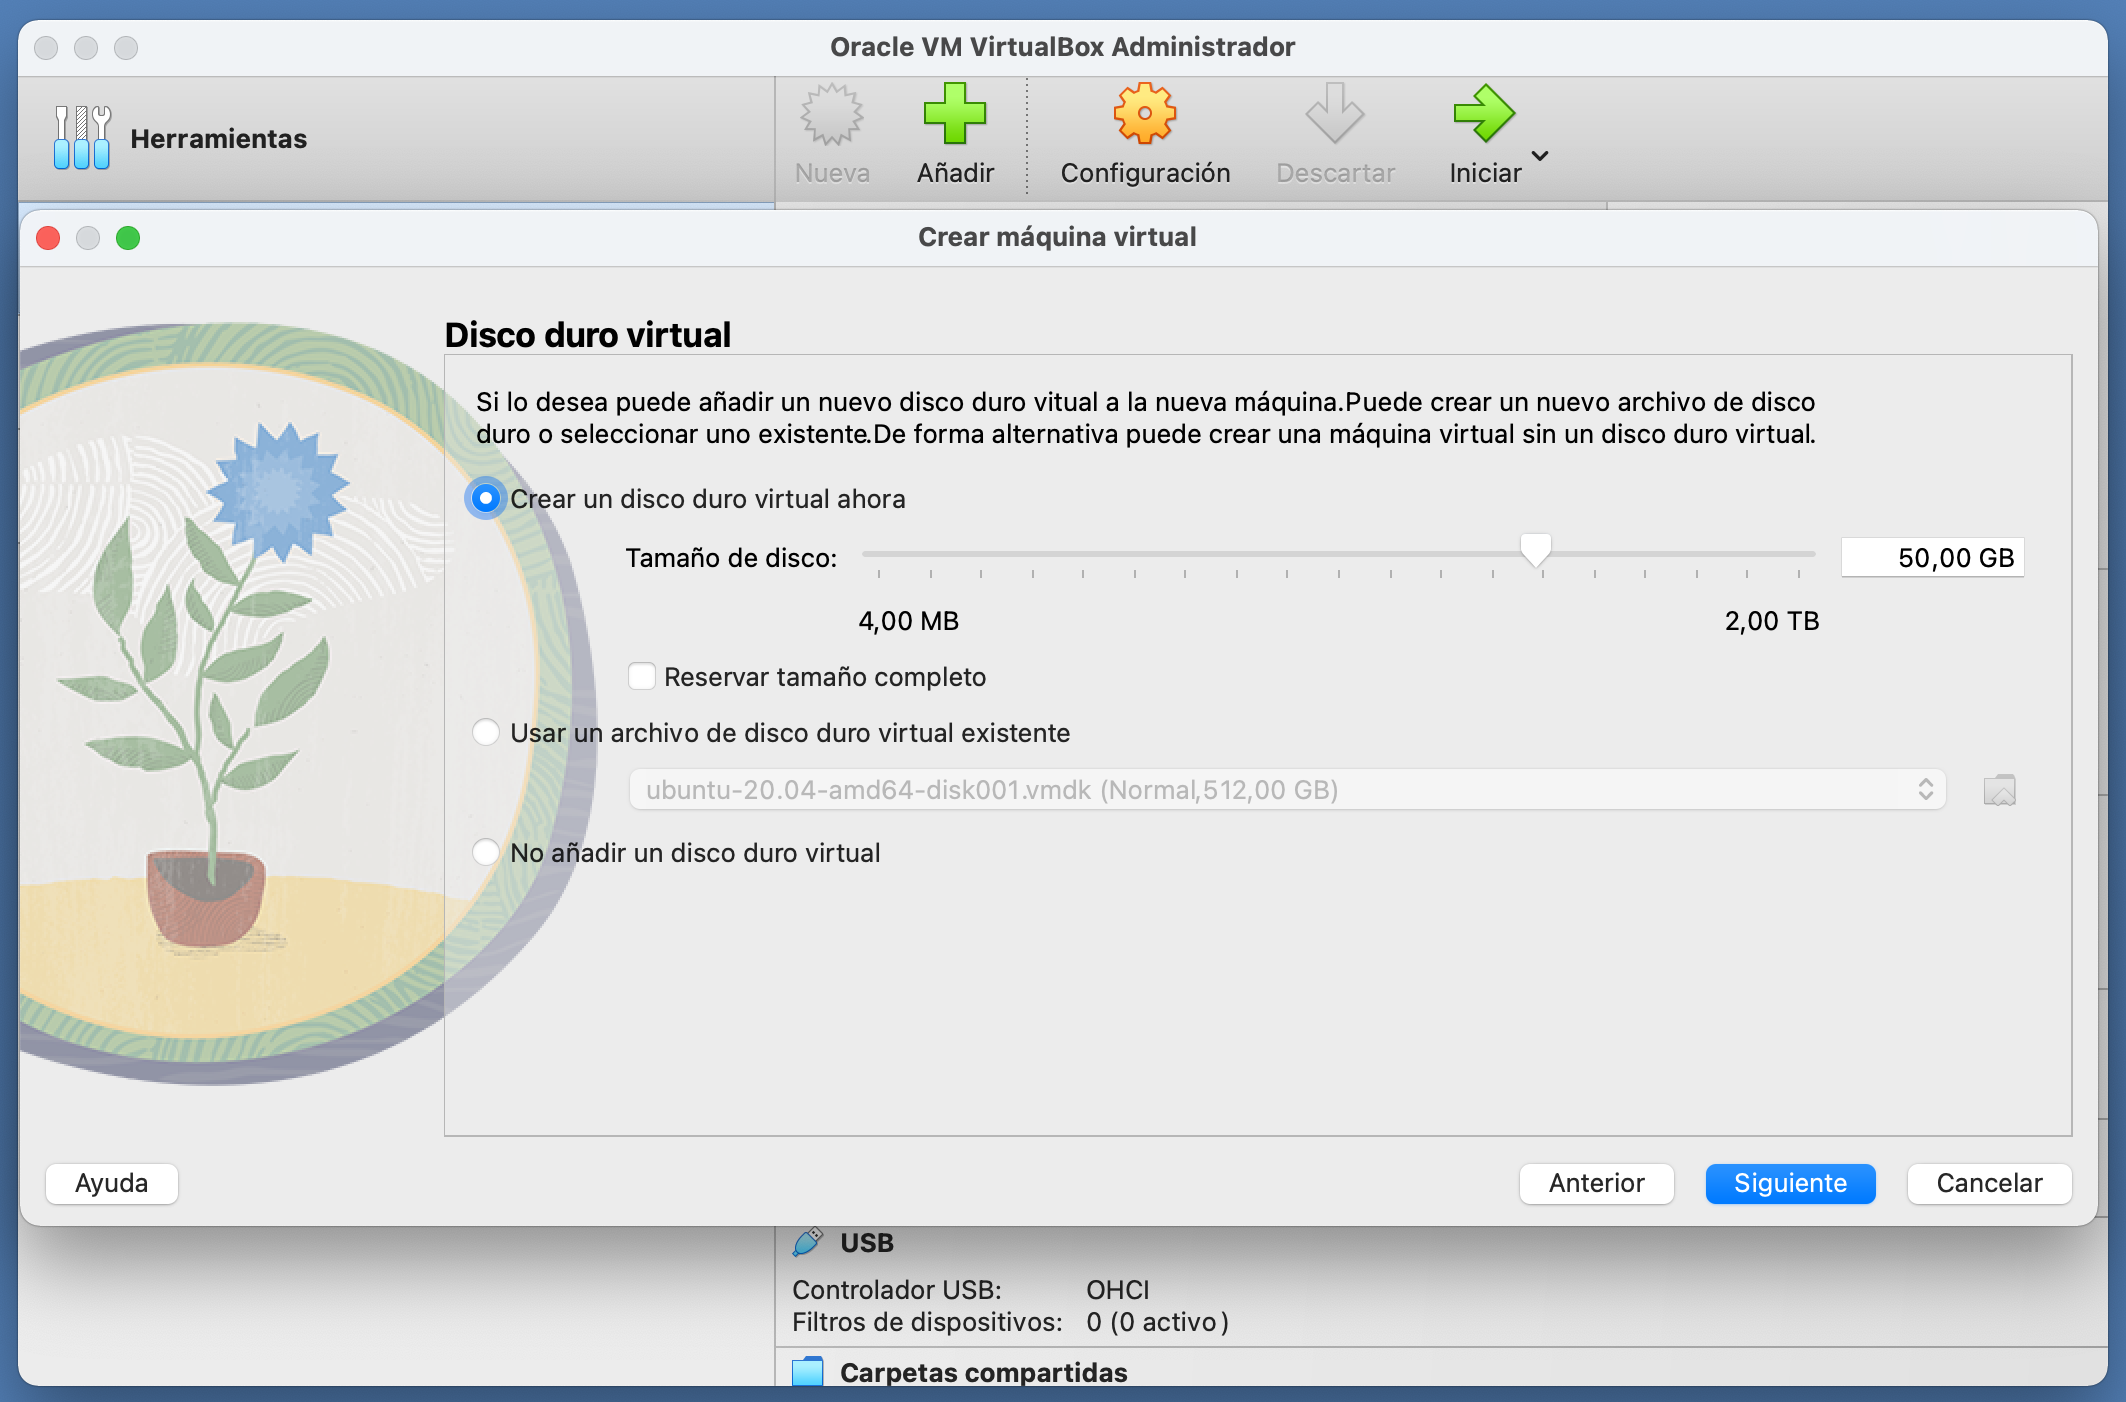 Oracle VM VirtualBox Administrador
Herramientas
Nueva
Añadir
Configuración
Descartar
Iniciar
Crear máquina virtual
Disco duro virtual
Si lo desea puede añadir un nuevo disco duro vitual a la nueva máquina.Puede crear un nuevo archivo de disco
duro o seleccionar uno existente.De forma alternativa puede crear una máquina virtual sin un disco duro virtual.
Crear un disco duro virtual ahora
Tamaño de disco:
50,00 GB
4,00 MB
2,00 TB
Reservar tamaño completo
Usar un archivo de disco duro virtual existente
ubuntu-20.04-amd64-disk001.vmdk (Normal,512,00 GB)
No añadir un disco duro virtual
Ayuda
Anterior
Siguiente
Cancelar
USB
Controlador USB: OHCI
Filtros de dispositivos: 0 (0 activo)
Carpetas compartidas